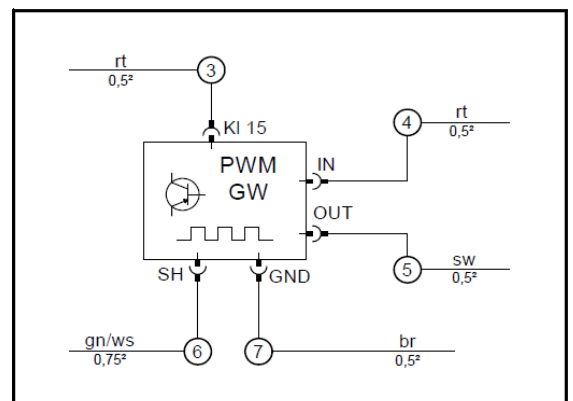 rt
0,5²
3
KI 15
PWM
GW
IN
4
rt
0,5²
OUT
5
sw
0,5²
SH
GND
gn/ws
0,75²
6
7
br
0,5²